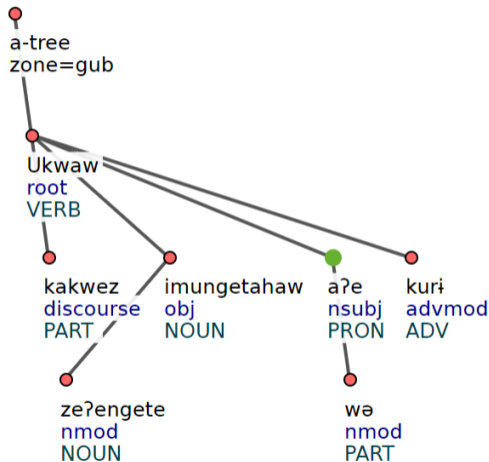 a-tree
zone=gub
Ukwaw
root
VERB
kakwez
discourse
PART
imungetahaw
obj
NOUN
aʔe
nsubj
PRON
kurɨ
advmod
ADV
zeʔengete
nmod
NOUN
wə
nmod
PART